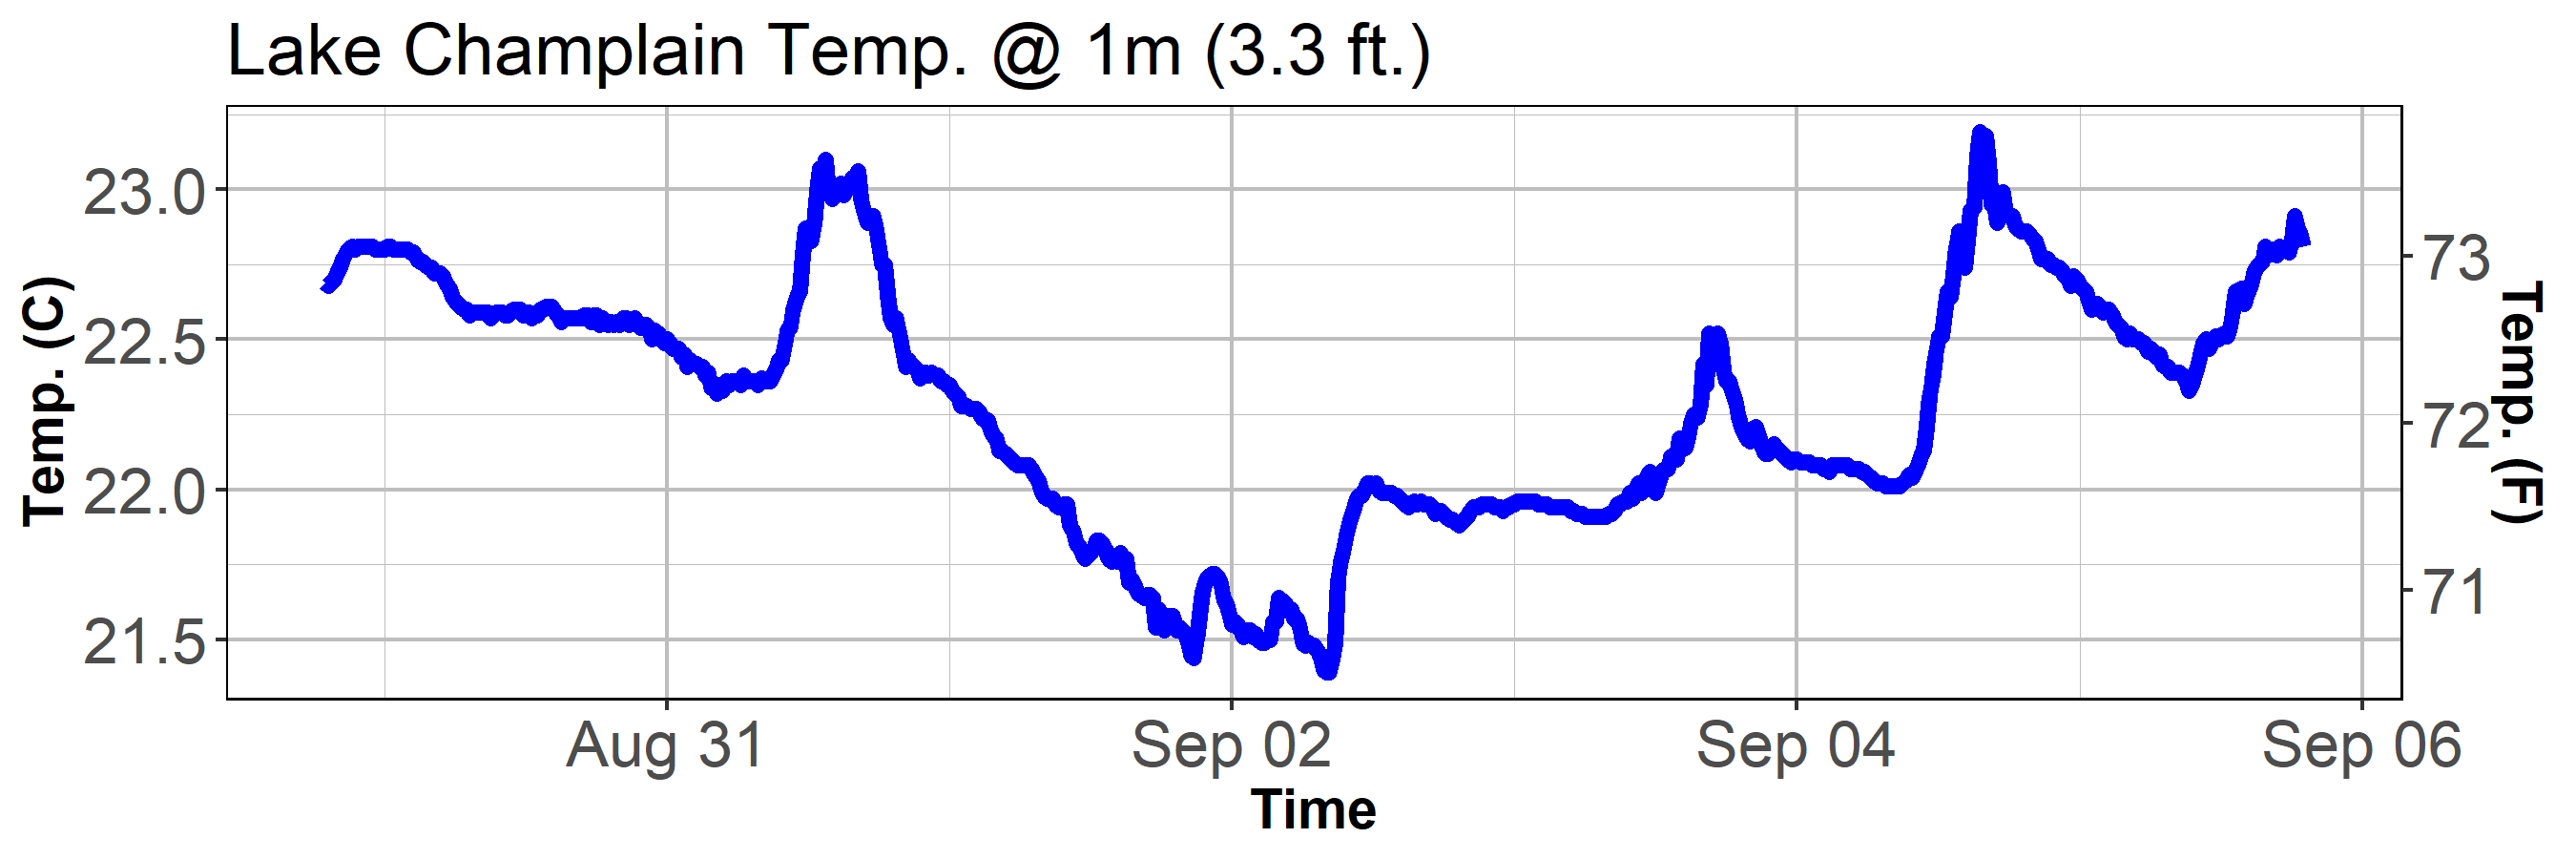 Lake Champlain Temp. @ 1m (3.3 ft.)
Temp. (C)
23.0
22.5
22.0
21.5
73
72
71
Temp. (F)
Aug 31 Sep 02 Sep 04 Sep 06
Time